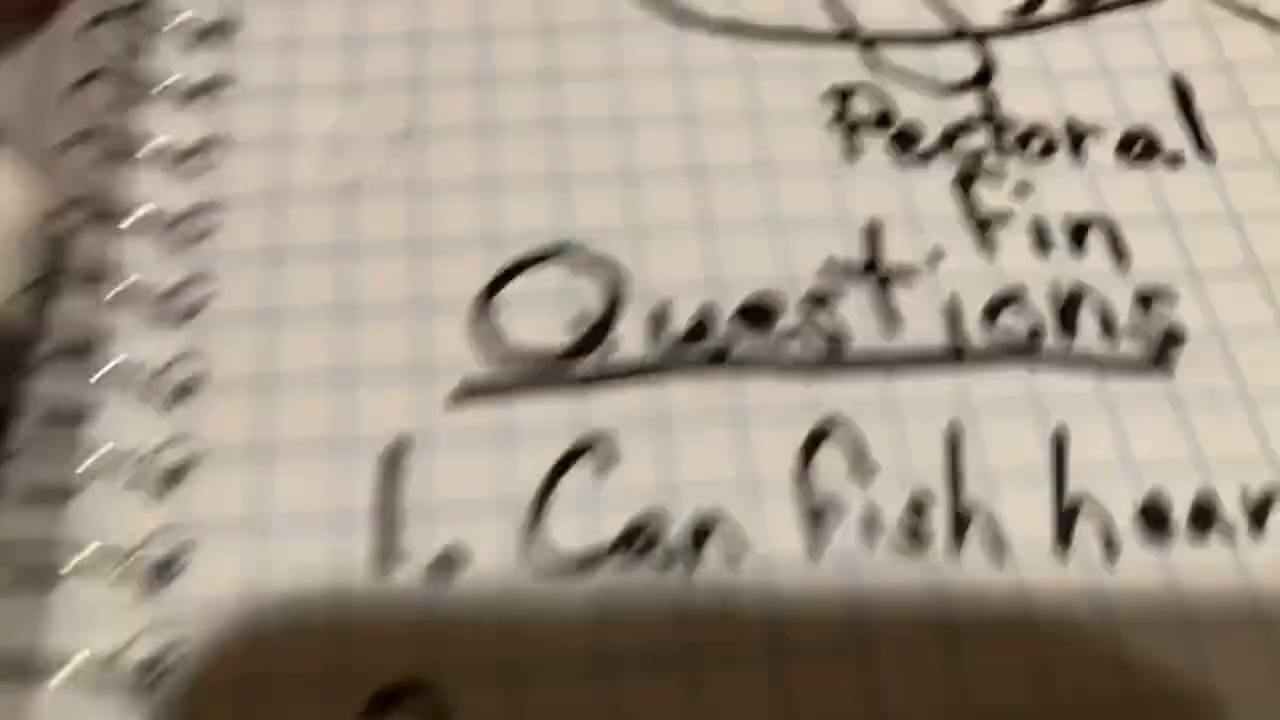 Pectoral
Fin
Questions
1. Can fish hear